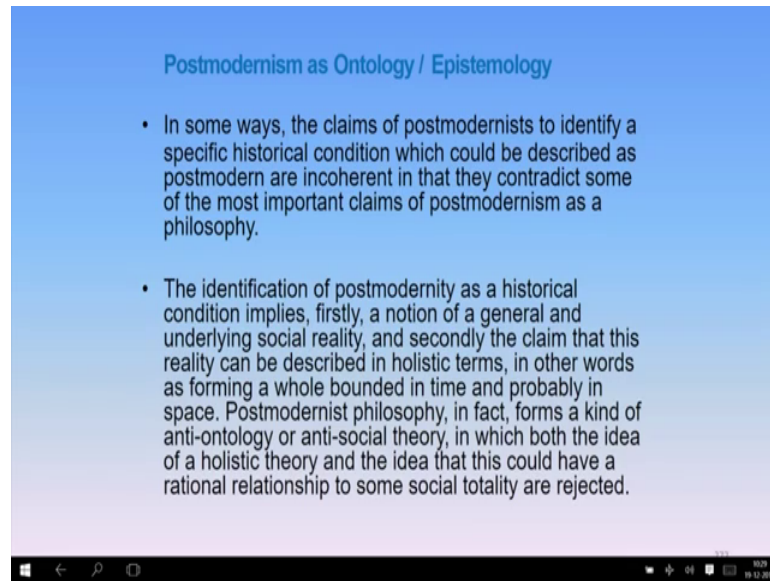 Postmodernism as Ontology / Epistemology
• In some ways, the claims of postmodernists to identify a
specific historical condition which could be described as
postmodern are incoherent in that they contradict some
of the most important claims of postmodernism as a
philosophy.
• The identification of postmodernity as a historical
condition implies, firstly, a notion of a general and
underlying social reality, and secondly the claim that this
reality can be described in holistic terms, in other words
as forming a whole bounded in time and probably in
space. Postmodernist philosophy, in fact, forms a kind of
anti-ontology or anti-social theory, in which both the idea
of a holistic theory and the idea that this could have a
rational relationship to some social totality are rejected.
10:29